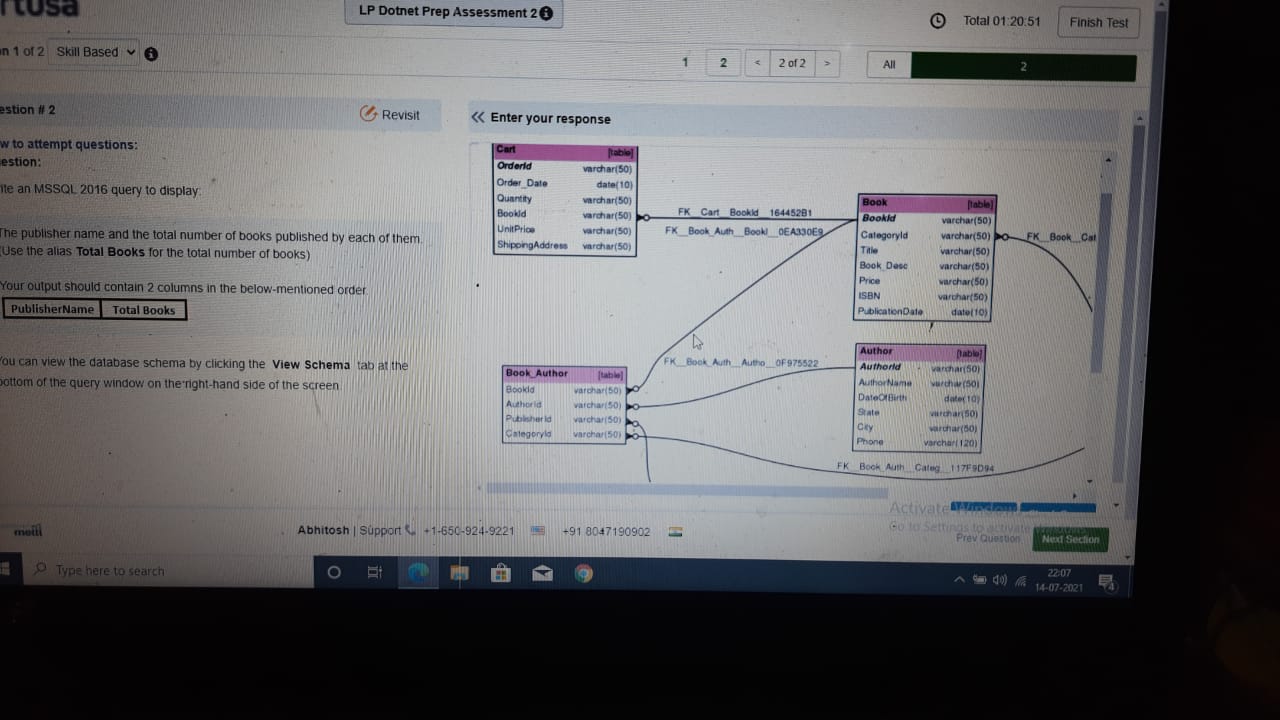 LP Dotnet Prep Assessment 2
Total 01:20:51
Finish Test
1 of 2 Skill Based
1 2 < 2 of 2 >
All 2
estion # 2
Revisit
Enter your response
w to attempt questions:
estion:
ite an MSSQL 2016 query to display:
The publisher name and the total number of books published by each of them.
(Use the alias Total Books for the total number of books)
Your output should contain 2 columns in the below-mentioned order.
PublisherName Total Books
You can view the database schema by clicking the View Schema tab at the
bottom of the query window on the right-hand side of the screen
Cart [table]
OrderId varchar(50)
Order_Date date(10)
Quantity varchar(50)
BookId varchar(50)
UnitPrice varchar(50)
ShippingAddress varchar(50)
FK__Cart__BookId__164452B1
FK__Book_Auth__BookI__0EA330E9
Book [table]
BookId varchar(50)
CategoryId varchar(50)
Title varchar(50)
Book_Desc varchar(50)
Price varchar(50)
ISBN varchar(50)
PublicationDate date(10)
FK__Book__Cat
Book_Author [table]
BookId varchar(50)
AuthorId varchar(50)
PublisherId varchar(50)
CategoryId varchar(50)
FK__Book_Auth__Autho__0F975522
Author [table]
AuthorId varchar(50)
AuthorName varchar(50)
DateOfBirth date(10)
State varchar(50)
City varchar(50)
Phone varchar(120)
FK__Book_Auth__Categ__117F9D94
Activate Windows
Go to Settings to activate
mettl
Abhitosh | Support +1-650-924-9221 +91 8047190902
Prev Question
Next Section
Type here to search
22:07
14-07-2021
4